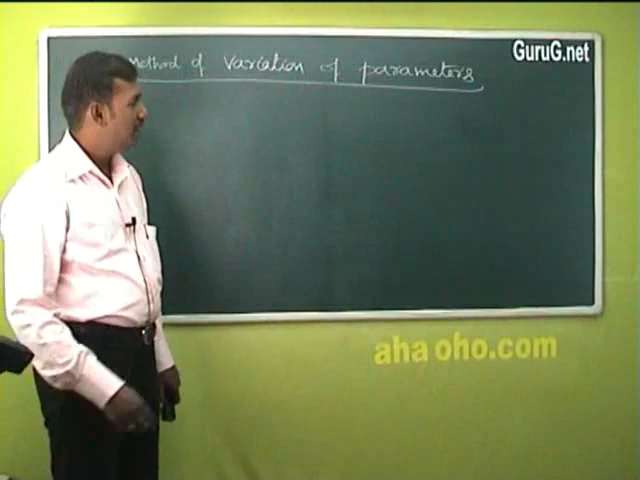 GuruG.net
method of variation of parameters
aha oho.com